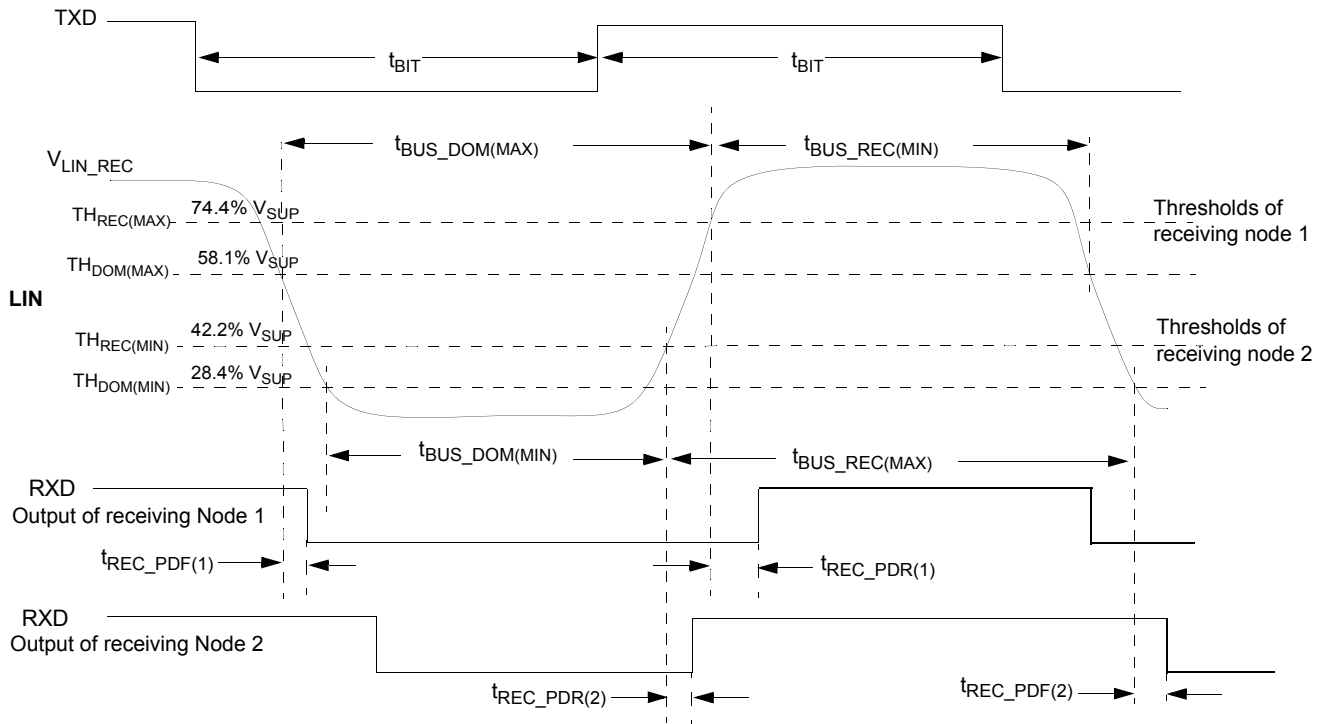 TXD
tBIT
tBIT
tBUS_DOM(MAX)
tBUS_REC(MIN)
VLIN_REC
THREC(MAX) 74.4% VSUP
Thresholds of
receiving node 1
THDOM(MAX) 58.1% VSUP
LIN
THREC(MIN) 42.2% VSUP
Thresholds of
receiving node 2
THDOM(MIN) 28.4% VSUP
tBUS_DOM(MIN)
tBUS_REC(MAX)
RXD
Output of receiving Node 1
tREC_PDF(1)
tREC_PDR(1)
RXD
Output of receiving Node 2
tREC_PDR(2)
tREC_PDF(2)